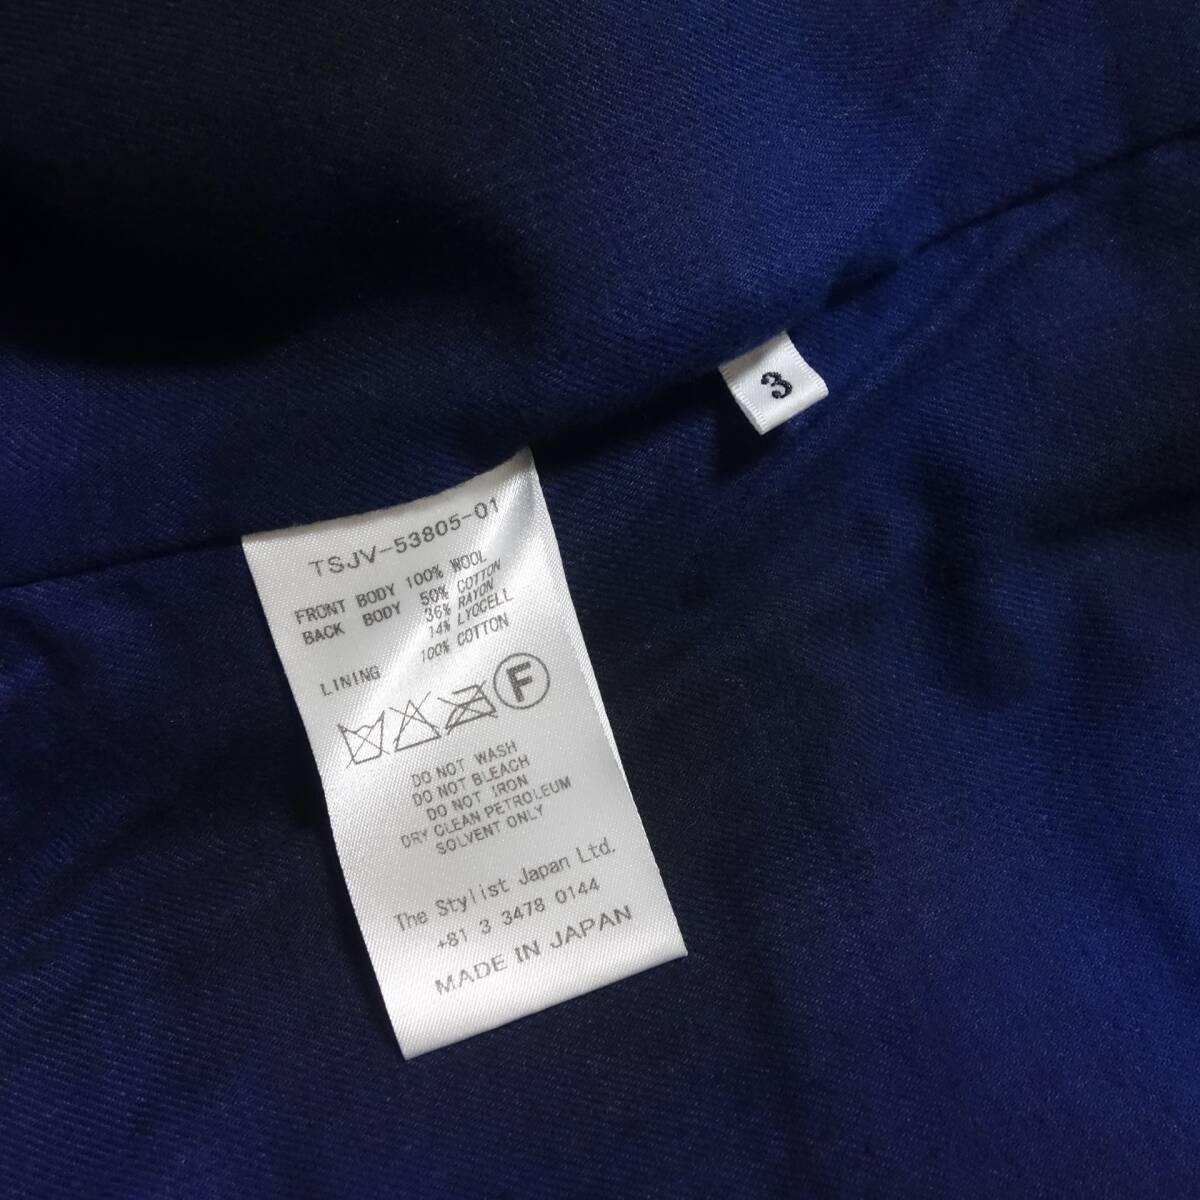 3
TSJV-53805-01
FRONT BODY 100% WOOL
BACK BODY 50% COTTON
36% RAYON
14% LYOCELL
LINING 100% COTTON
F
DO NOT WASH
DO NOT BLEACH
DO NOT IRON
DRY CLEAN PETROLEUM
SOLVENT ONLY
The Stylist Japan Ltd.
+81 3 3478 0144
MADE IN JAPAN